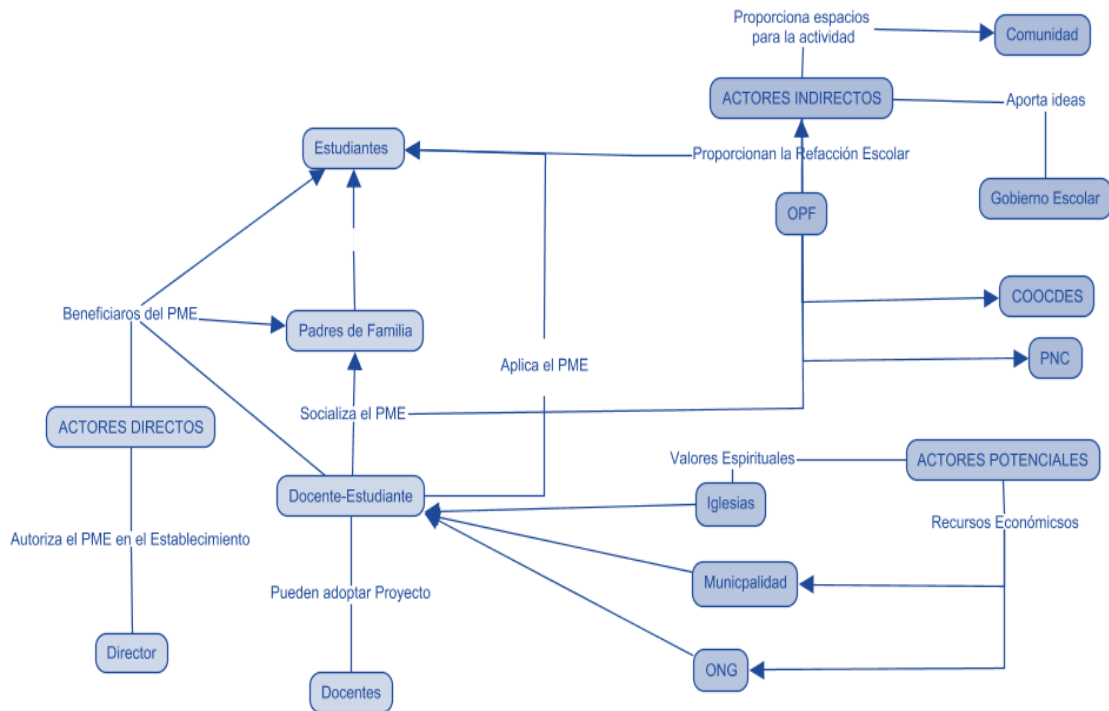 Proporciona espacios
para la actividad
Comunidad
ACTORES INDIRECTOS
Aporta ideas
Estudiantes
Proporcionan la Refacción Escolar
OPF
Gobierno Escolar
COOCDES
Beneficiaros del PME
Padres de Familia
PNC
Aplica el PME
Socializa el PME
ACTORES DIRECTOS
Valores Espirituales
ACTORES POTENCIALES
Docente-Estudiante
Iglesias
Recursos Económicsos
Autoriza el PME en el Establecimiento
Municpalidad
Pueden adoptar Proyecto
Director
ONG
Docentes